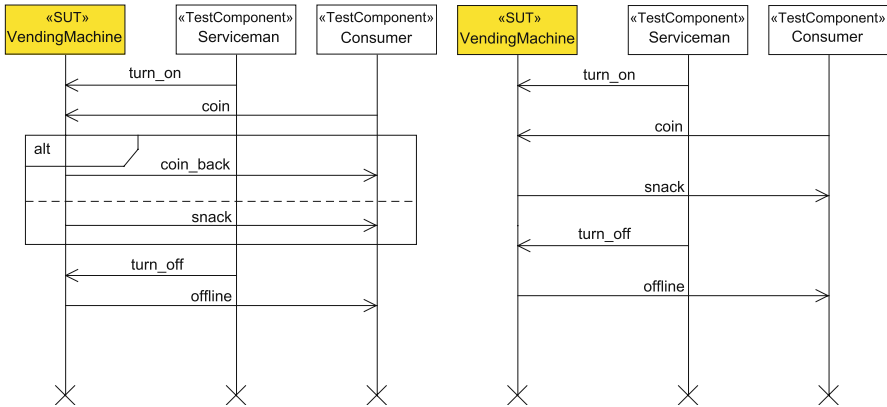 «SUT»
VendingMachine
«TestComponent»
Serviceman
«TestComponent»
Consumer
turn_on
coin
alt
coin_back
snack
turn_off
offline
«SUT»
VendingMachine
«TestComponent»
Serviceman
«TestComponent»
Consumer
turn_on
coin
snack
turn_off
offline